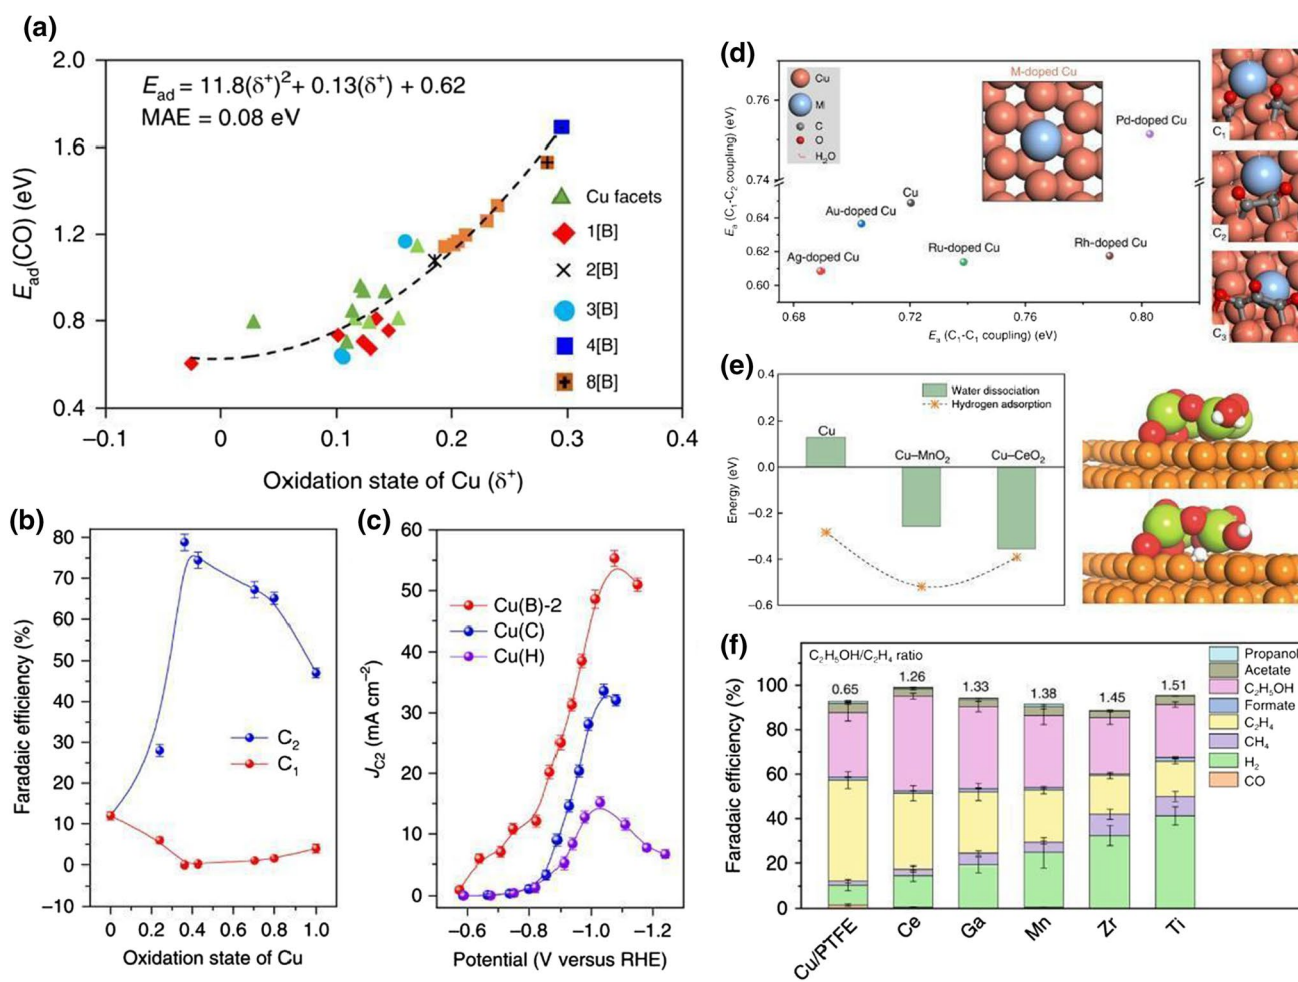 (a)
E_ad = 11.8(δ⁺)² + 0.13(δ⁺) + 0.62
MAE = 0.08 eV
E_ad(CO) (eV)
2.0
1.6
1.2
0.8
0.4
−0.1
0
0.1
0.2
0.3
0.4
Oxidation state of Cu (δ⁺)
Cu facets
1[B]
2[B]
3[B]
4[B]
8[B]
(b)
Faradaic efficiency (%)
80
70
60
50
40
30
20
10
0
−10
0
0.2
0.4
0.6
0.8
1.0
Oxidation state of Cu
C₂
C₁
(c)
J_C2 (mA cm⁻²)
60
50
40
30
20
10
0
−0.6
−0.8
−1.0
−1.2
Potential (V versus RHE)
Cu(B)-2
Cu(C)
Cu(H)
(d)
Eₐ (C₁-C₂ coupling) (eV)
0.76
0.74
0.64
0.62
0.60
0.68
0.72
0.76
0.80
Eₐ (C₁-C₁ coupling) (eV)
Cu
M
C
O
H₂O
M-doped Cu
Pd-doped Cu
Cu
Au-doped Cu
Ag-doped Cu
Ru-doped Cu
Rh-doped Cu
C₁
C₂
C₃
(e)
Energy (eV)
0.4
0.2
0.0
−0.2
−0.4
−0.6
Water dissociation
Hydrogen adsorption
Cu
Cu–MnO₂
Cu–CeO₂
(f)
Faradaic efficiency (%)
100
80
60
40
20
0
C₂H₅OH/C₂H₄ ratio
0.65
1.26
1.33
1.38
1.45
1.51
Cu/PTFE
Ce
Ga
Mn
Zr
Ti
Propanol
Acetate
C₂H₅OH
Formate
C₂H₄
CH₄
H₂
CO